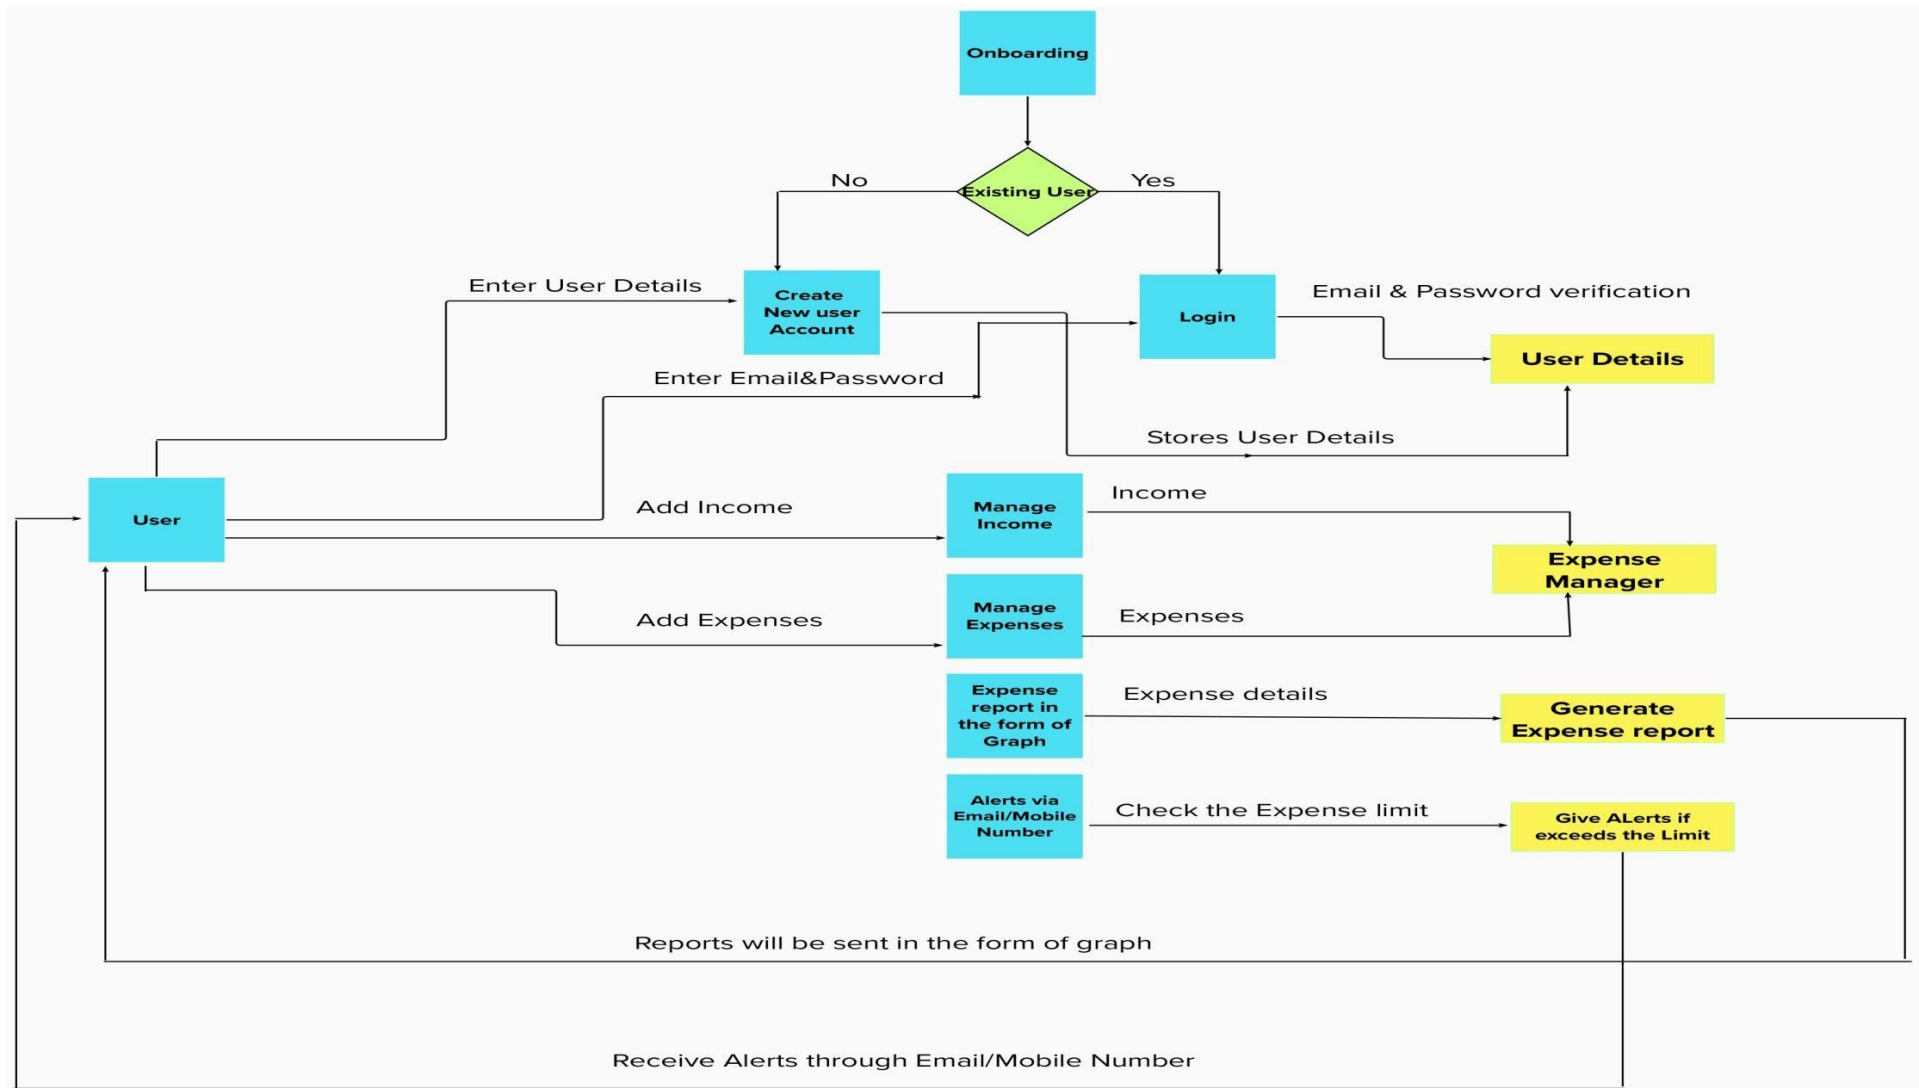 Onboarding
No
Existing User
Yes
Enter User Details
Create
New user
Account
Login
Email & Password verification
User Details
Enter Email&Password
Stores User Details
User
Add Income
Manage
Income
Income
Expense
Manager
Add Expenses
Manage
Expenses
Expenses
Expense
report in
the form of
Graph
Expense details
Generate
Expense report
Alerts via
Email/Mobile
Number
Check the Expense limit
Give ALerts if
exceeds the Limit
Reports will be sent in the form of graph
Receive Alerts through Email/Mobile Number